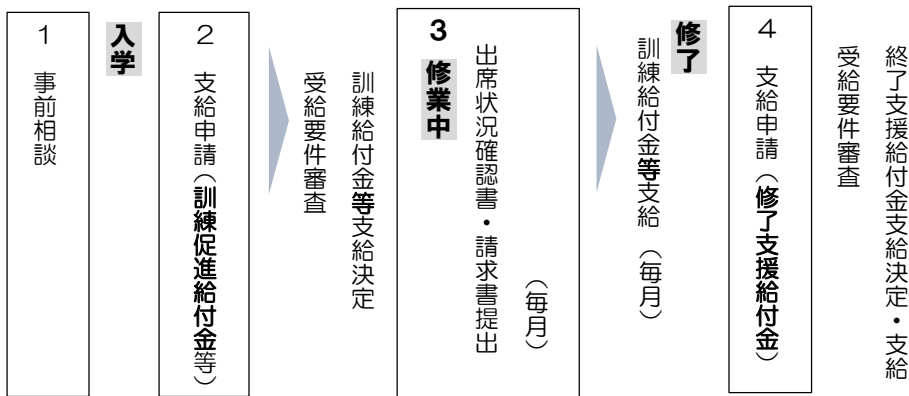 1　事前相談
入学
2　支給申請（訓練促進給付金等）
受給要件審査
訓練給付金等支給決定
3
修業中
出席状況確認書・請求書提出
（毎月）
訓練給付金等支給（毎月）
修了
4　支給申請（修了支援給付金）
受給要件審査
終了支援給付金支給決定・支給